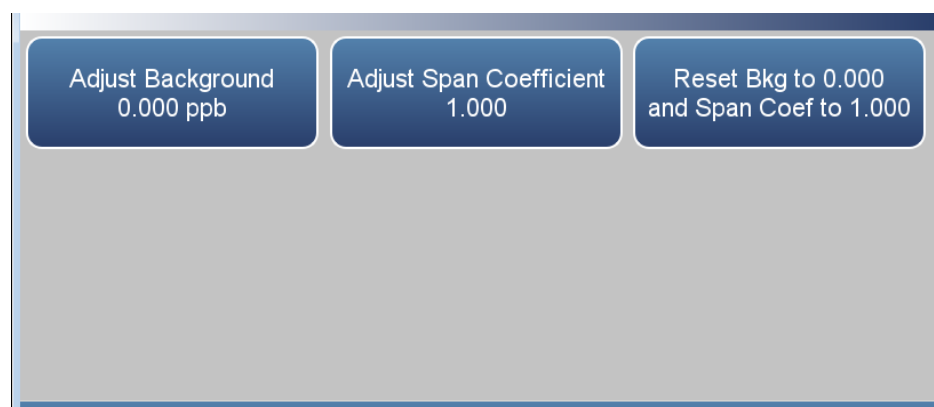 Adjust Background
0.000 ppb
Adjust Span Coefficient
1.000
Reset Bkg to 0.000
and Span Coef to 1.000